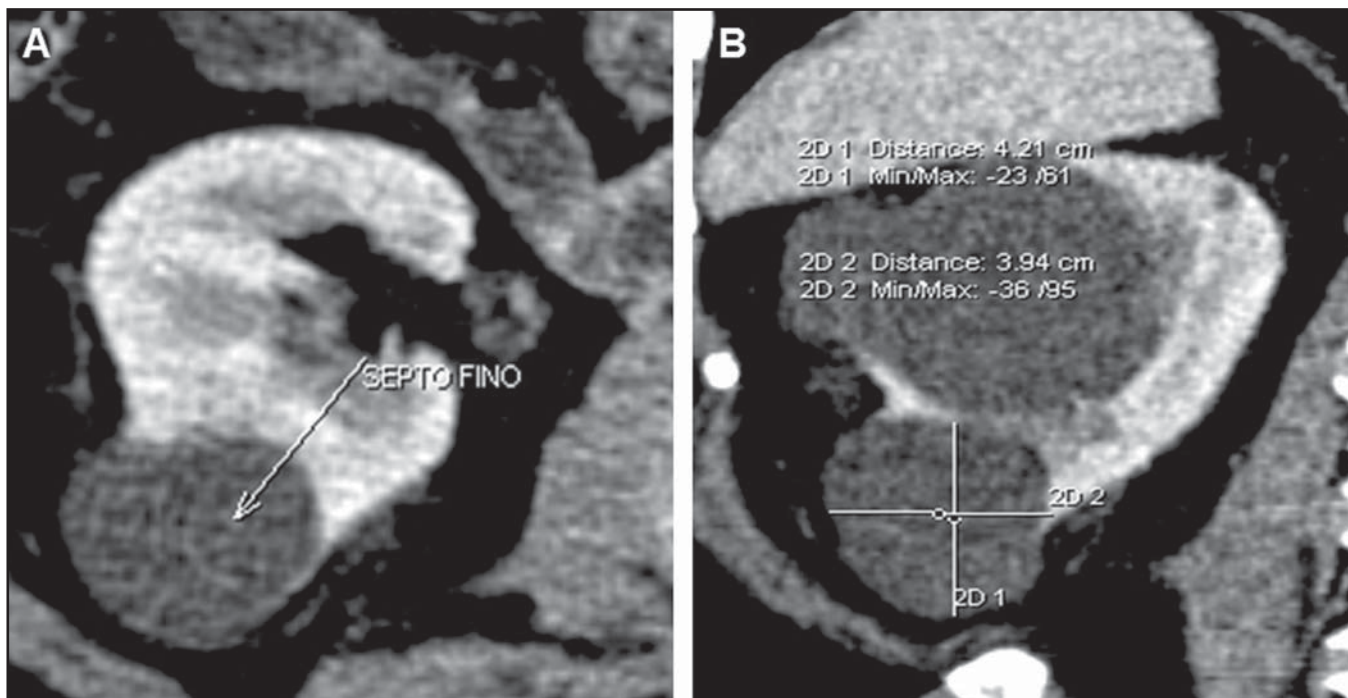 A
SEPTO FINO
B
2D 1 Distance: 4.21 cm
2D 1 Min/Max: -23 /61
2D 2 Distance: 3.94 cm
2D 2 Min/Max: -36 /95
2D 2
2D 1